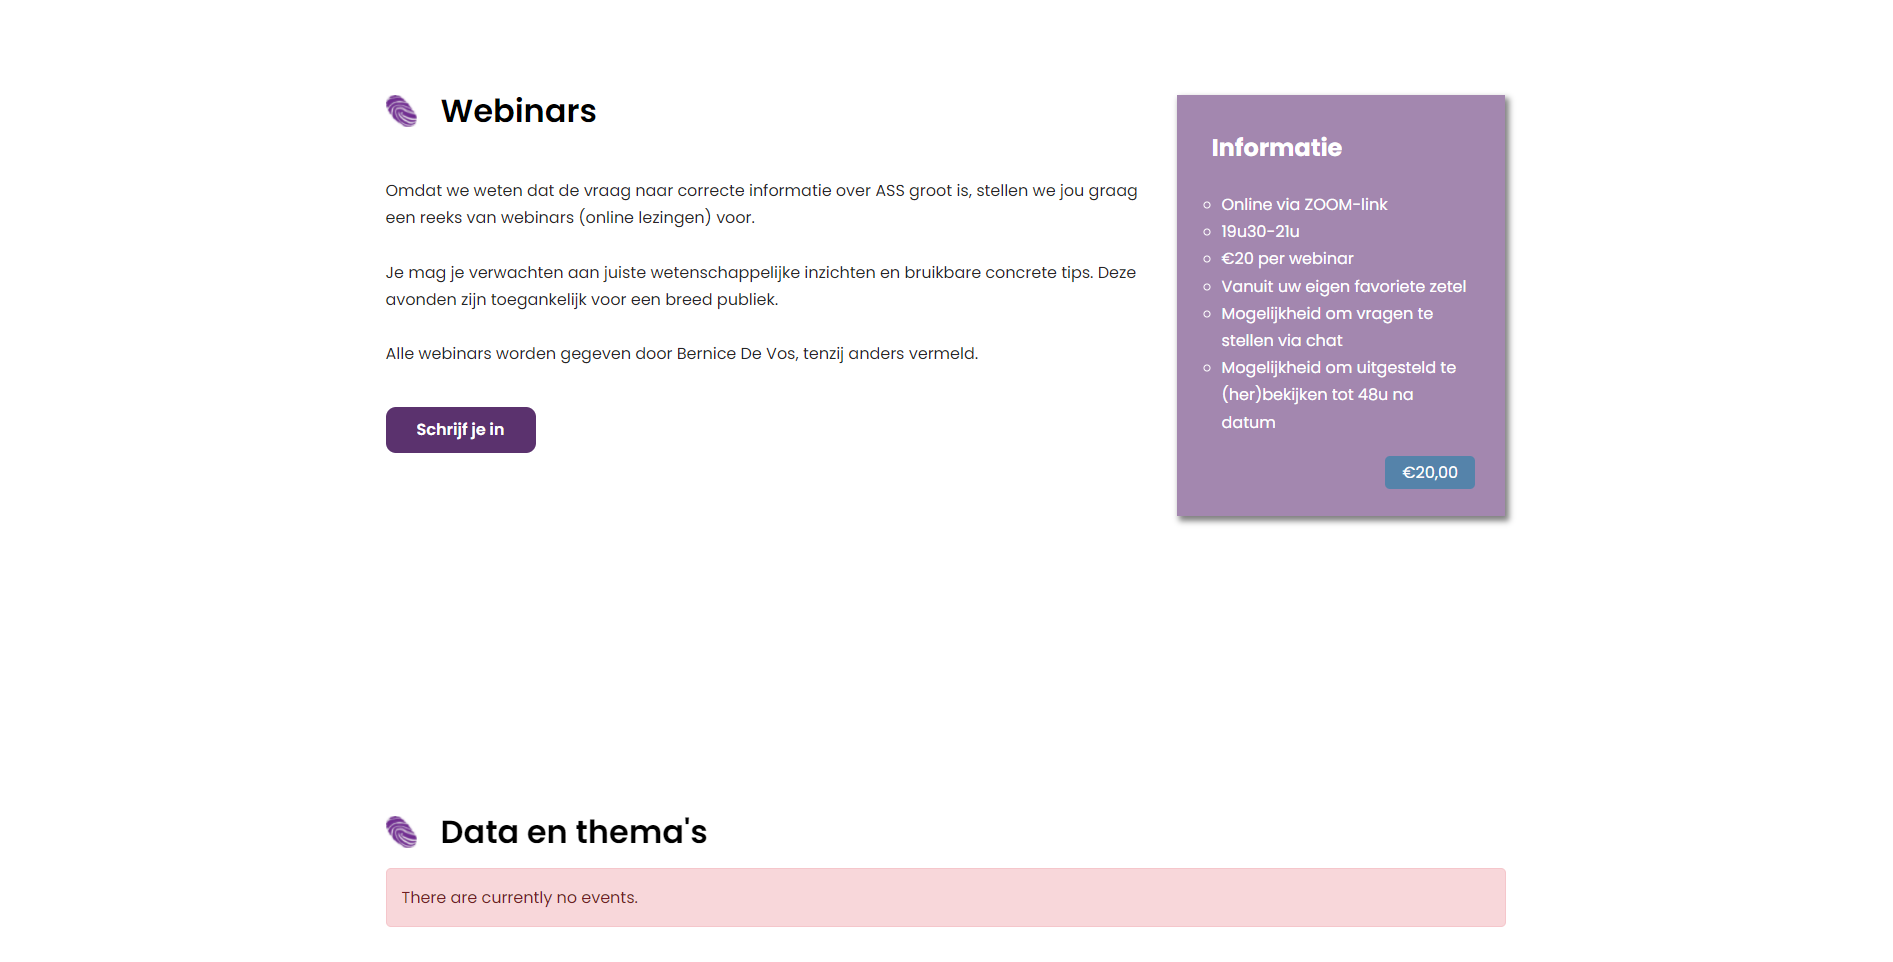 Webinars
Omdat we weten dat de vraag naar correcte informatie over ASS groot is, stellen we jou graag
een reeks van webinars (online lezingen) voor.
Je mag je verwachten aan juiste wetenschappelijke inzichten en bruikbare concrete tips. Deze
avonden zijn toegankelijk voor een breed publiek.
Alle webinars worden gegeven door Bernice De Vos, tenzij anders vermeld.
Schrijf je in
Informatie
Online via ZOOM-link
19u30-21u
€20 per webinar
Vanuit uw eigen favoriete zetel
Mogelijkheid om vragen te
stellen via chat
Mogelijkheid om uitgesteld te
(her)bekijken tot 48u na
datum
€20,00
Data en thema's
There are currently no events.